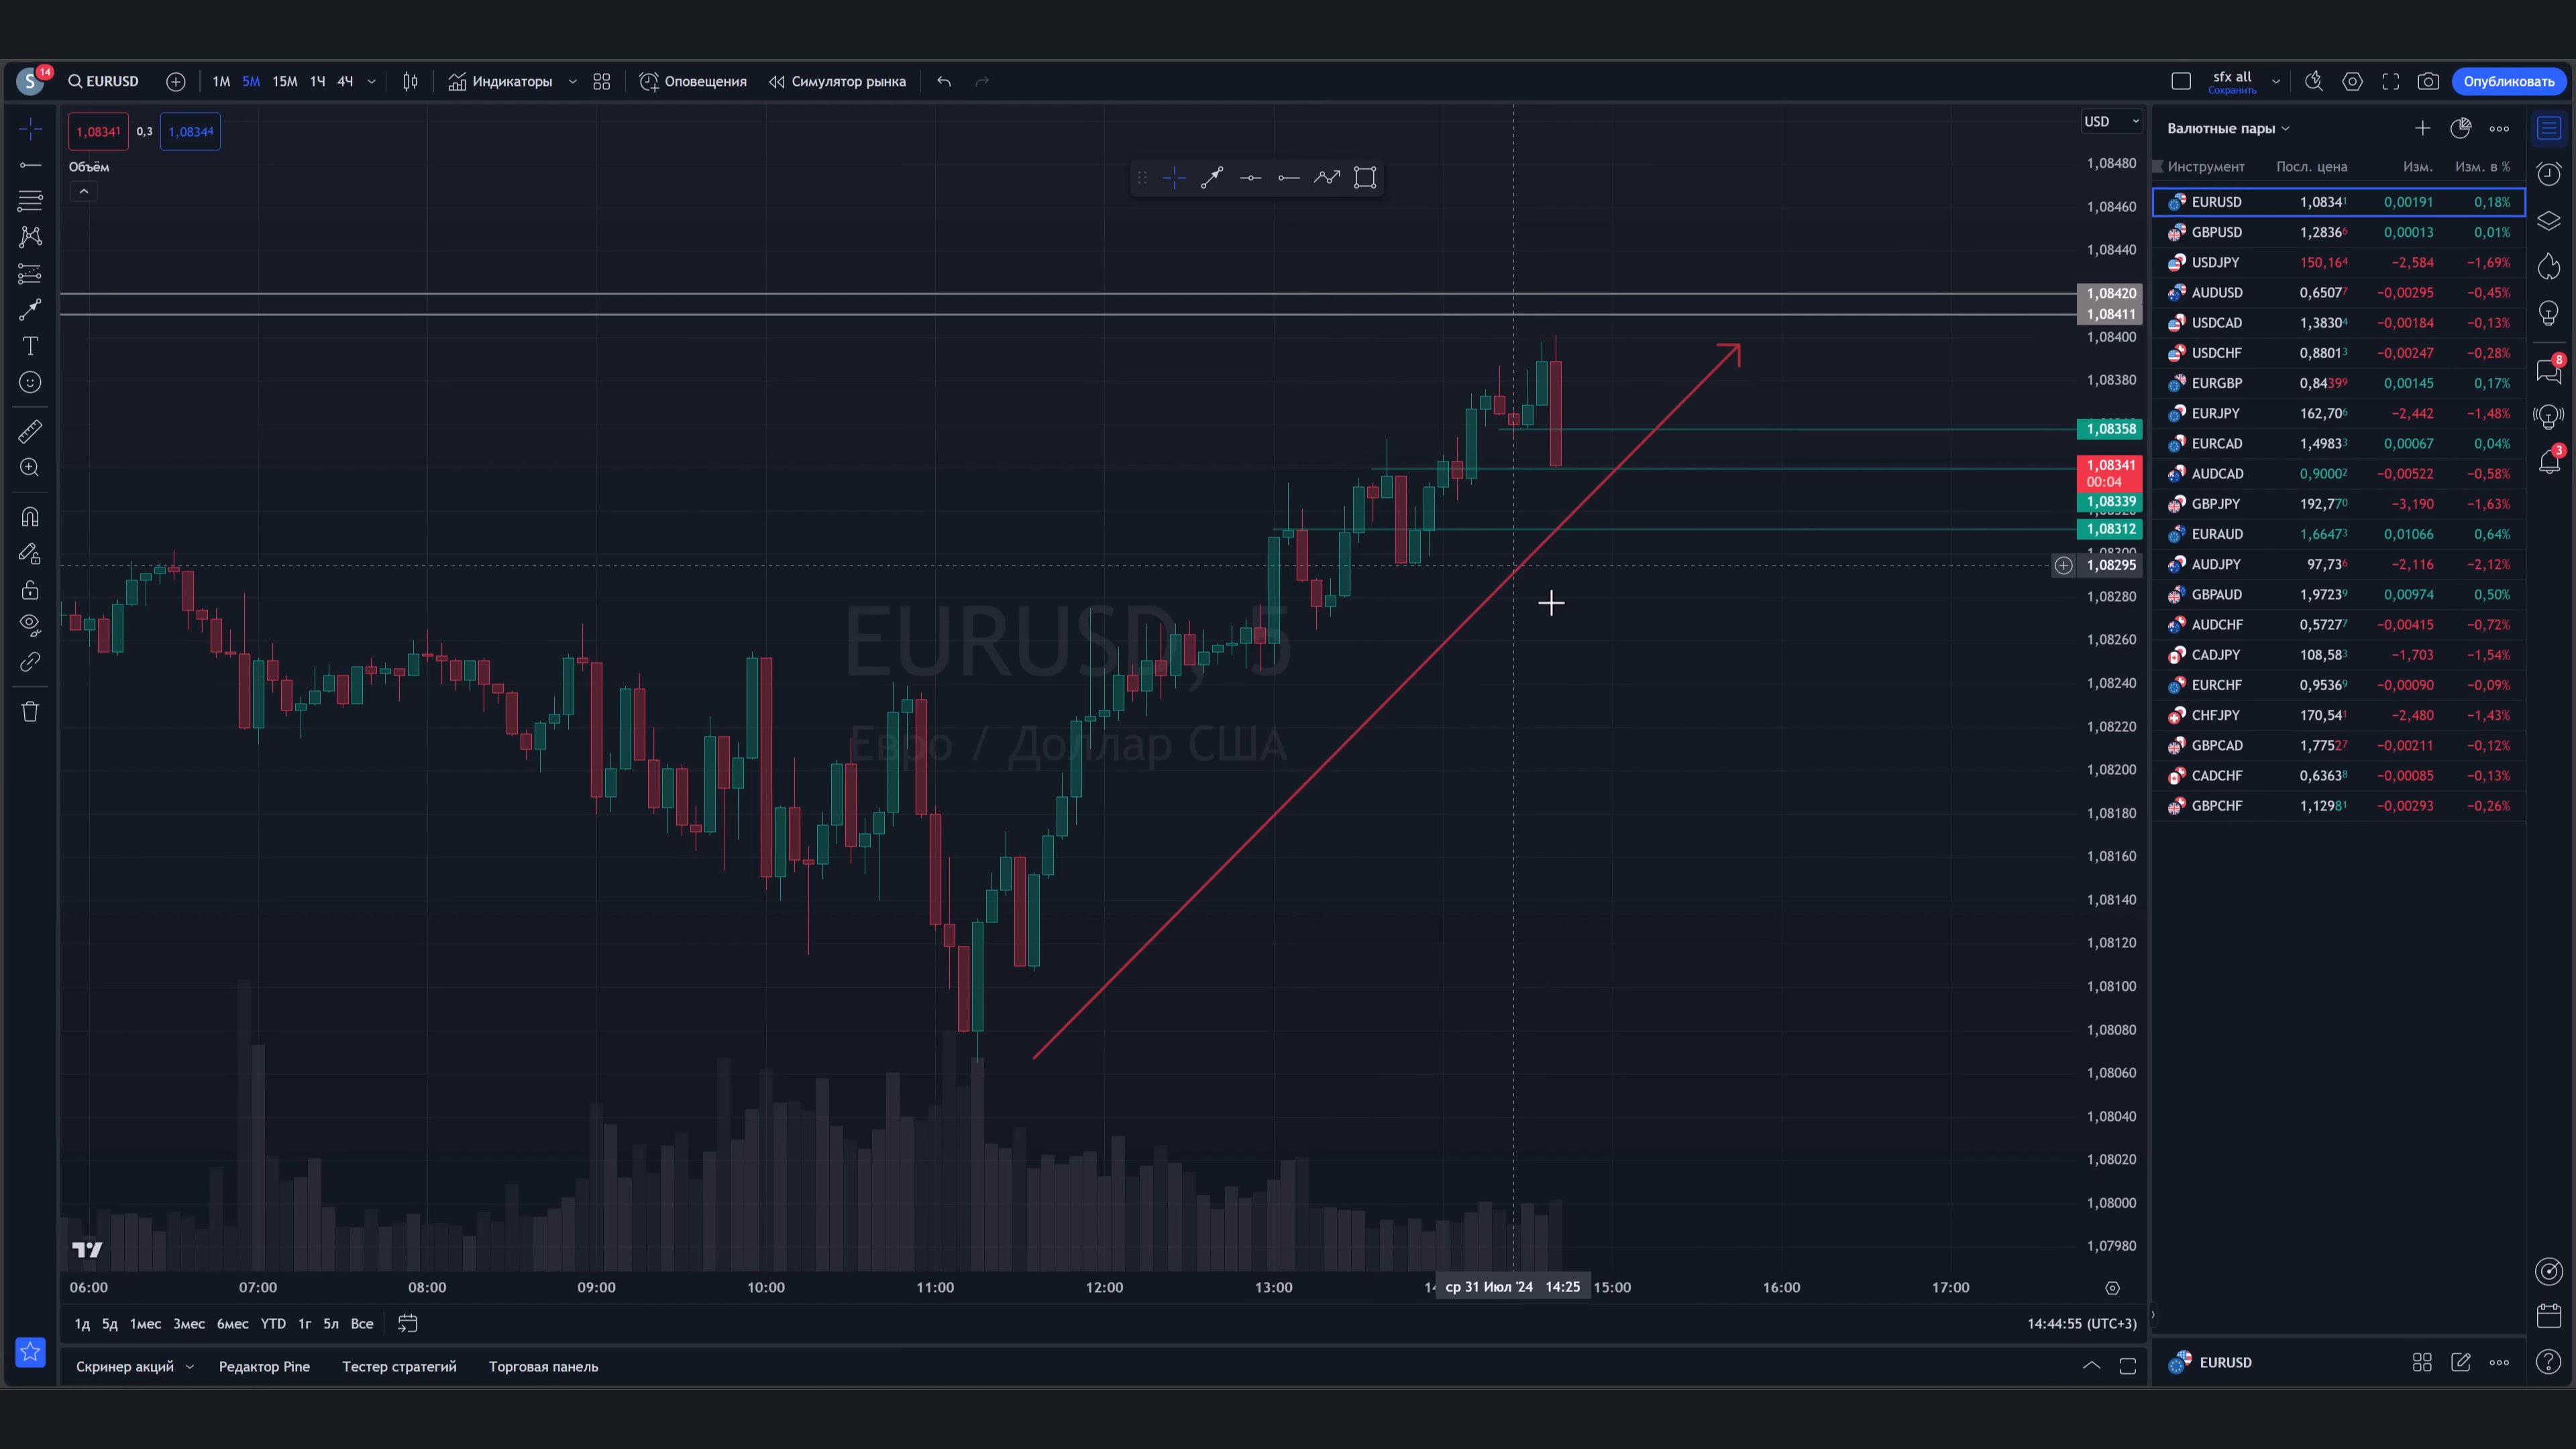 S 14 EURUSD 1М 5М 15М 1Ч 4Ч Индикаторы Оповещения Симулятор рынка sfx all Сохранить Опубликовать
1,08341 0,3 1,08344
Объём
USD
1,08480
1,08460
1,08440
1,08420
1,08411
1,08400
1,08380
1,08358
1,08341
00:04
1,08339
1,08312
1,08295
1,08280
1,08260
1,08240
1,08220
1,08200
1,08180
1,08160
1,08140
1,08120
1,08100
1,08080
1,08060
1,08040
1,08020
1,08000
1,07980
EURUSD, 5
Евро / Доллар США
06:00 07:00 08:00 09:00 10:00 11:00 12:00 13:00 ср 31 Июл '24 14:25 15:00 16:00 17:00
1д 5д 1мес 3мес 6мес YTD 1г 5л Все 14:44:55 (UTC+3)
Скринер акций Редактор Pine Тестер стратегий Торговая панель
Валютные пары
Инструмент Посл. цена Изм. Изм. в %
EURUSD 1,08341 0,00191 0,18%
GBPUSD 1,28366 0,00013 0,01%
USDJPY 150,164 −2,584 −1,69%
AUDUSD 0,65077 −0,00295 −0,45%
USDCAD 1,38304 −0,00184 −0,13%
USDCHF 0,88013 −0,00247 −0,28%
EURGBP 0,84399 0,00145 0,17%
EURJPY 162,706 −2,442 −1,48%
EURCAD 1,49833 0,00067 0,04%
AUDCAD 0,90002 −0,00522 −0,58%
GBPJPY 192,770 −3,190 −1,63%
EURAUD 1,66473 0,01066 0,64%
AUDJPY 97,736 −2,116 −2,12%
GBPAUD 1,97239 0,00974 0,50%
AUDCHF 0,57277 −0,00415 −0,72%
CADJPY 108,583 −1,703 −1,54%
EURCHF 0,95369 −0,00090 −0,09%
CHFJPY 170,541 −2,480 −1,43%
GBPCAD 1,77527 −0,00211 −0,12%
CADCHF 0,63638 −0,00085 −0,13%
GBPCHF 1,12981 −0,00293 −0,26%
EURUSD
8
3